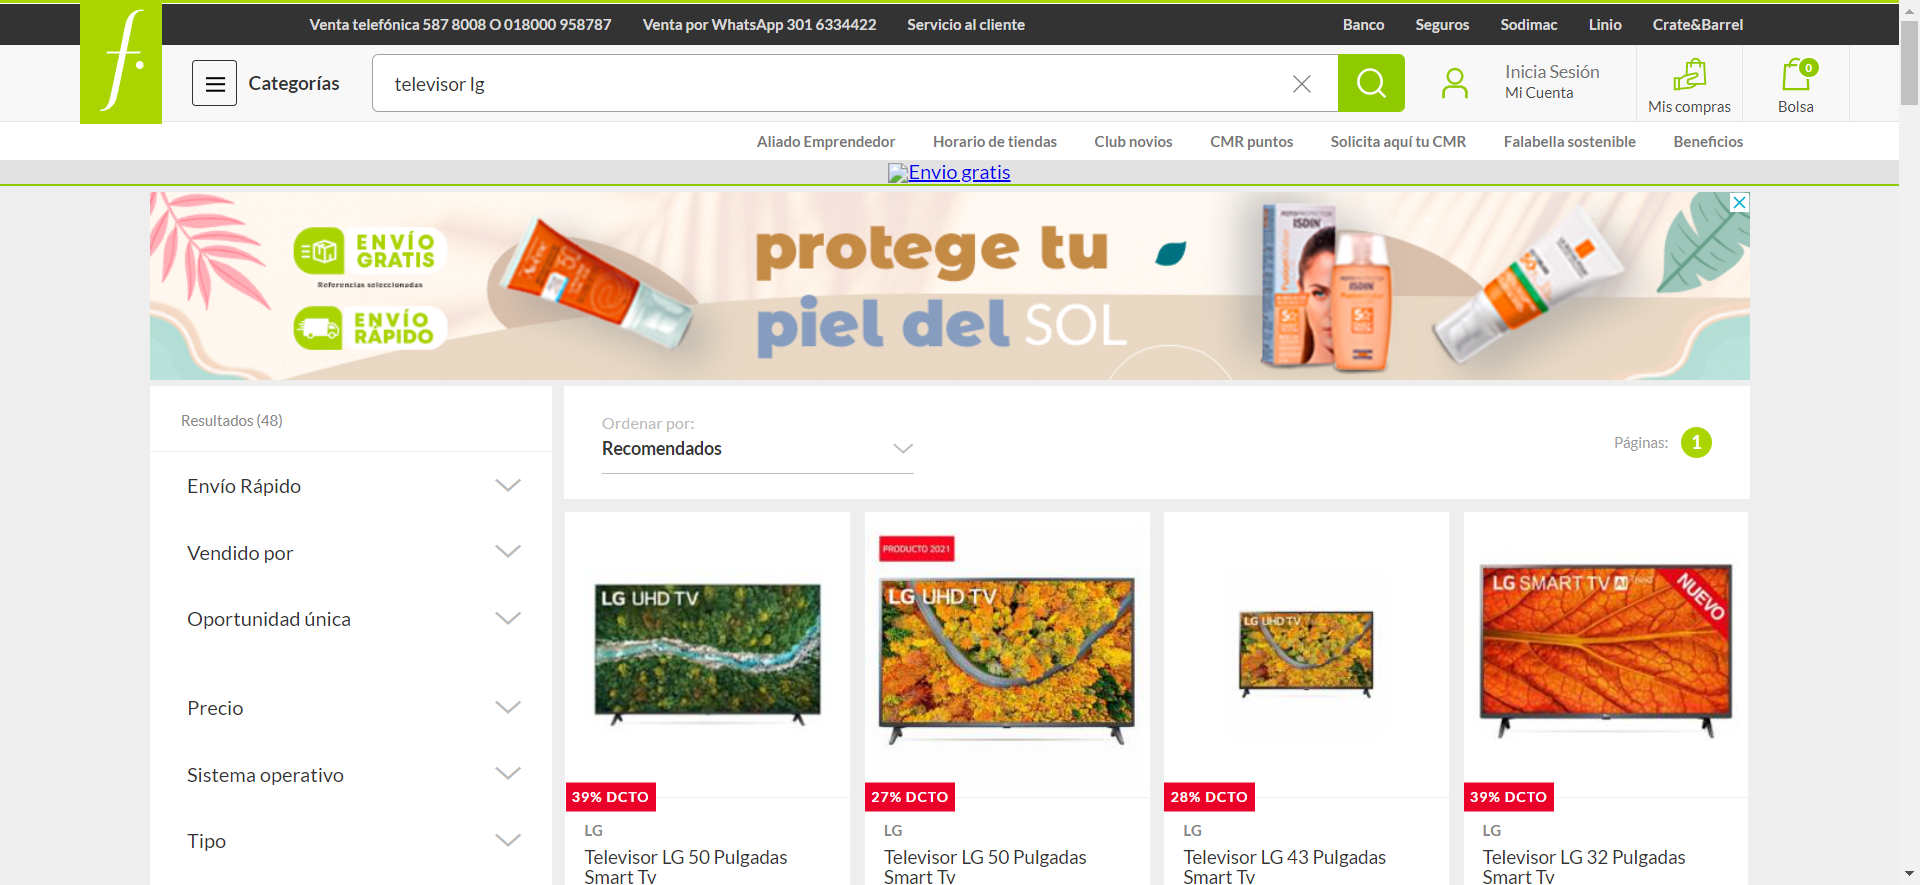 Venta telefónica 587 8008 O 018000 958787
Venta por WhatsApp 301 6334422
Servicio al cliente
Banco
Seguros
Sodimac
Linio
Crate&Barrel
f.
Categorías
televisor lg
Inicia Sesión
Mi Cuenta
Mis compras
0
Bolsa
Aliado Emprendedor
Horario de tiendas
Club novios
CMR puntos
Solicita aquí tu CMR
Falabella sostenible
Beneficios
Envio gratis
ENVÍO
GRATIS
Referencias seleccionadas
ENVÍO
RÁPIDO
protege tu
piel del SOL
ISDIN
ISDIN
Resultados (48)
Ordenar por:
Recomendados
Páginas:
1
Envío Rápido
Vendido por
Oportunidad única
Precio
Sistema operativo
Tipo
LG UHD TV
39% DCTO
LG
Televisor LG 50 Pulgadas
Smart Tv
PRODUCTO 2021
LG UHD TV
27% DCTO
LG
Televisor LG 50 Pulgadas
Smart Tv
LG UHD TV
28% DCTO
LG
Televisor LG 43 Pulgadas
Smart Tv
LG SMART TV AI ThinQ
NUEVO
39% DCTO
LG
Televisor LG 32 Pulgadas
Smart Tv